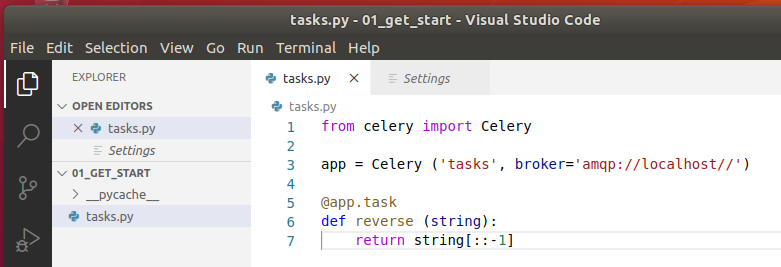 tasks.py - 01_get_start - Visual Studio Code
File Edit Selection View Go Run Terminal Help
EXPLORER
OPEN EDITORS
tasks.py
Settings
01_GET_START
__pycache__
tasks.py
tasks.py Settings
tasks.py
1 from celery import Celery
2
3 app = Celery ('tasks', broker='amqp://localhost//')
4
5 @app.task
6 def reverse (string):
7 return string[::-1]